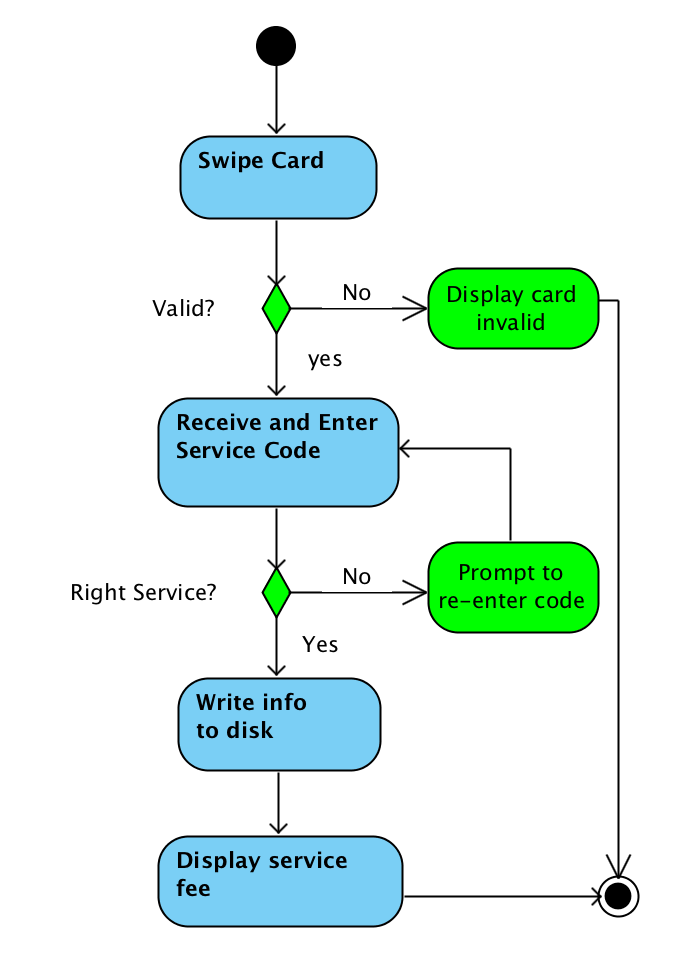 Swipe Card
Valid?
No
Display card
invalid
yes
Receive and Enter
Service Code
Right Service?
No
Prompt to
re-enter code
Yes
Write info
to disk
Display service
fee